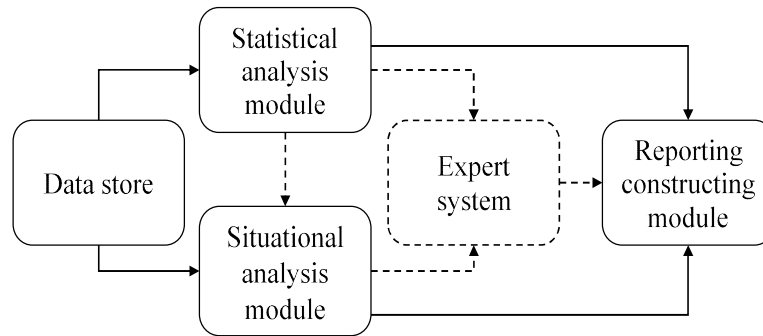 Statistical
analysis
module
Data store
Expert
system
Reporting
constructing
module
Situational
analysis
module